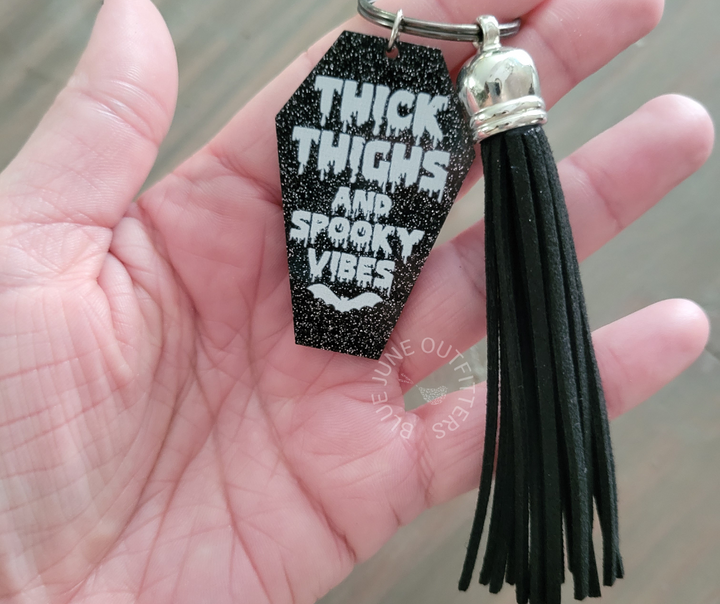 THICK
THIGHS
AND
SPOOKY
VIBES
BLUE JUNE OUTFITTERS